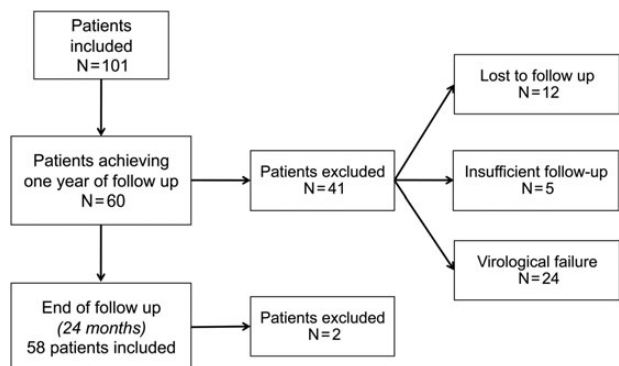 Patients
included
N=101
Lost to follow up
N=12
Patients achieving
one year of follow up
N=60
Patients excluded
N=41
Insufficient follow-up
N=5
Virological failure
N=24
End of follow up
(24 months)
58 patients included
Patients excluded
N=2